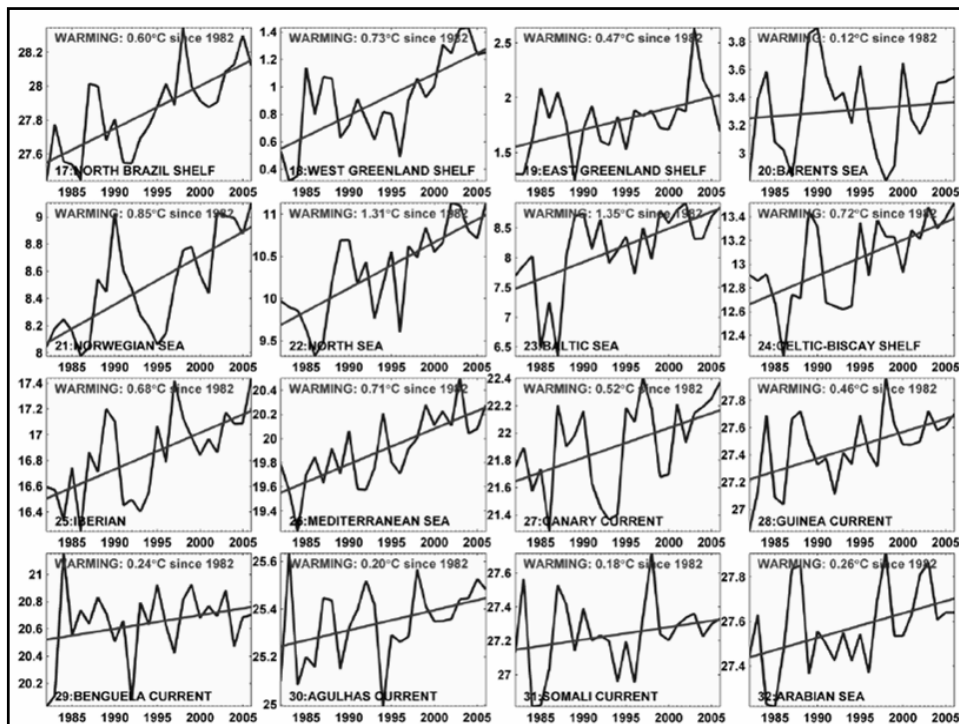 WARMING: 0.60°C since 1982
28.2
28
27.8
27.6
17:NORTH BRAZIL SHELF
1985 1990 1995 2000 2005
WARMING: 0.73°C since 1982
1.4
1.2
1
0.8
0.6
0.4
18:WEST GREENLAND SHELF
1985 1990 1995 2000 2005
WARMING: 0.47°C since 1982
2.5
2
1.5
19:EAST GREENLAND SHELF
1985 1990 1995 2000 2005
WARMING: 0.12°C since 1982
3.9
3.6
3.3
3
20:BARENTS SEA
1985 1990 1995 2000 2005
WARMING: 0.85°C since 1982
9
8.8
8.6
8.4
8.2
8
21:NORWEGIAN SEA
1985 1990 1995 2000 2005
WARMING: 1.31°C since 1982
11.1
10.7
10.4
10
9.7
9.3
22:NORTH SEA
1985 1990 1995 2000 2005
WARMING: 1.35°C since 1982
8.5
8
7.5
7
6.5
23:BALTIC SEA
1985 1990 1995 2000 2005
WARMING: 0.72°C since 1982
13.5
13.2
13
12.8
12.4
24:CELTIC-BISCAY SHELF
1985 1990 1995 2000 2005
WARMING: 0.68°C since 1982
17.4
17.2
17
16.8
16.6
16.4
25:IBERIAN
1985 1990 1995 2000 2005
WARMING: 0.71°C since 1982
20.4
20.2
20
19.8
19.6
19.4
26:MEDITERRANEAN SEA
1985 1990 1995 2000 2005
WARMING: 0.52°C since 1982
22.4
22.2
22
21.8
21.6
21.4
27:CANARY CURRENT
1985 1990 1995 2000 2005
WARMING: 0.46°C since 1982
27.8
27.6
27.4
27.2
27
28:GUINEA CURRENT
1985 1990 1995 2000 2005
WARMING: 0.24°C since 1982
21
20.8
20.6
20.4
20.2
29:BENGUELA CURRENT
1985 1990 1995 2000 2005
WARMING: 0.20°C since 1982
25.6
25.4
25.2
25
30:AGULHAS CURRENT
1985 1990 1995 2000 2005
WARMING: 0.18°C since 1982
27.6
27.4
27.2
27
31:SOMALI CURRENT
1985 1990 1995 2000 2005
WARMING: 0.26°C since 1982
27.8
27.6
27.4
32:ARABIAN SEA
1985 1990 1995 2000 2005